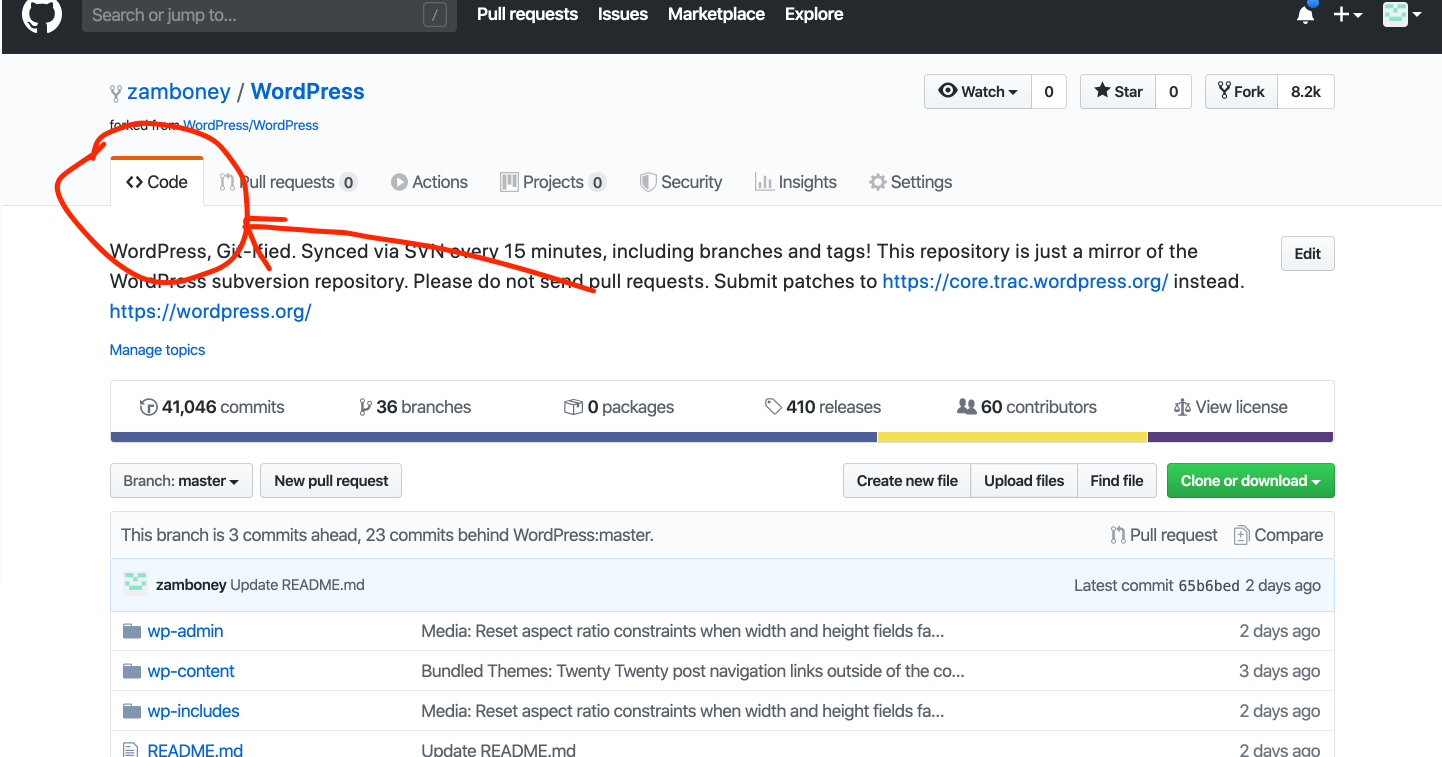 Search or jump to... / Pull requests Issues Marketplace Explore
zamboney / WordPress Watch 0 Star 0 Fork 8.2k
forked from WordPress/WordPress
<> Code Pull requests 0 Actions Projects 0 Security Insights Settings
WordPress, Git-ified. Synced via SVN every 15 minutes, including branches and tags! This repository is just a mirror of the
WordPress subversion repository. Please do not send pull requests. Submit patches to https://core.trac.wordpress.org/ instead.
https://wordpress.org/
Edit
Manage topics
41,046 commits 36 branches 0 packages 410 releases 60 contributors View license
Branch: master New pull request Create new file Upload files Find file Clone or download
This branch is 3 commits ahead, 23 commits behind WordPress:master. Pull request Compare
zamboney Update README.md Latest commit 65b6bed 2 days ago
wp-admin Media: Reset aspect ratio constraints when width and height fields fa... 2 days ago
wp-content Bundled Themes: Twenty Twenty post navigation links outside of the co... 3 days ago
wp-includes Media: Reset aspect ratio constraints when width and height fields fa... 2 days ago
README.md Update README.md 2 days ago